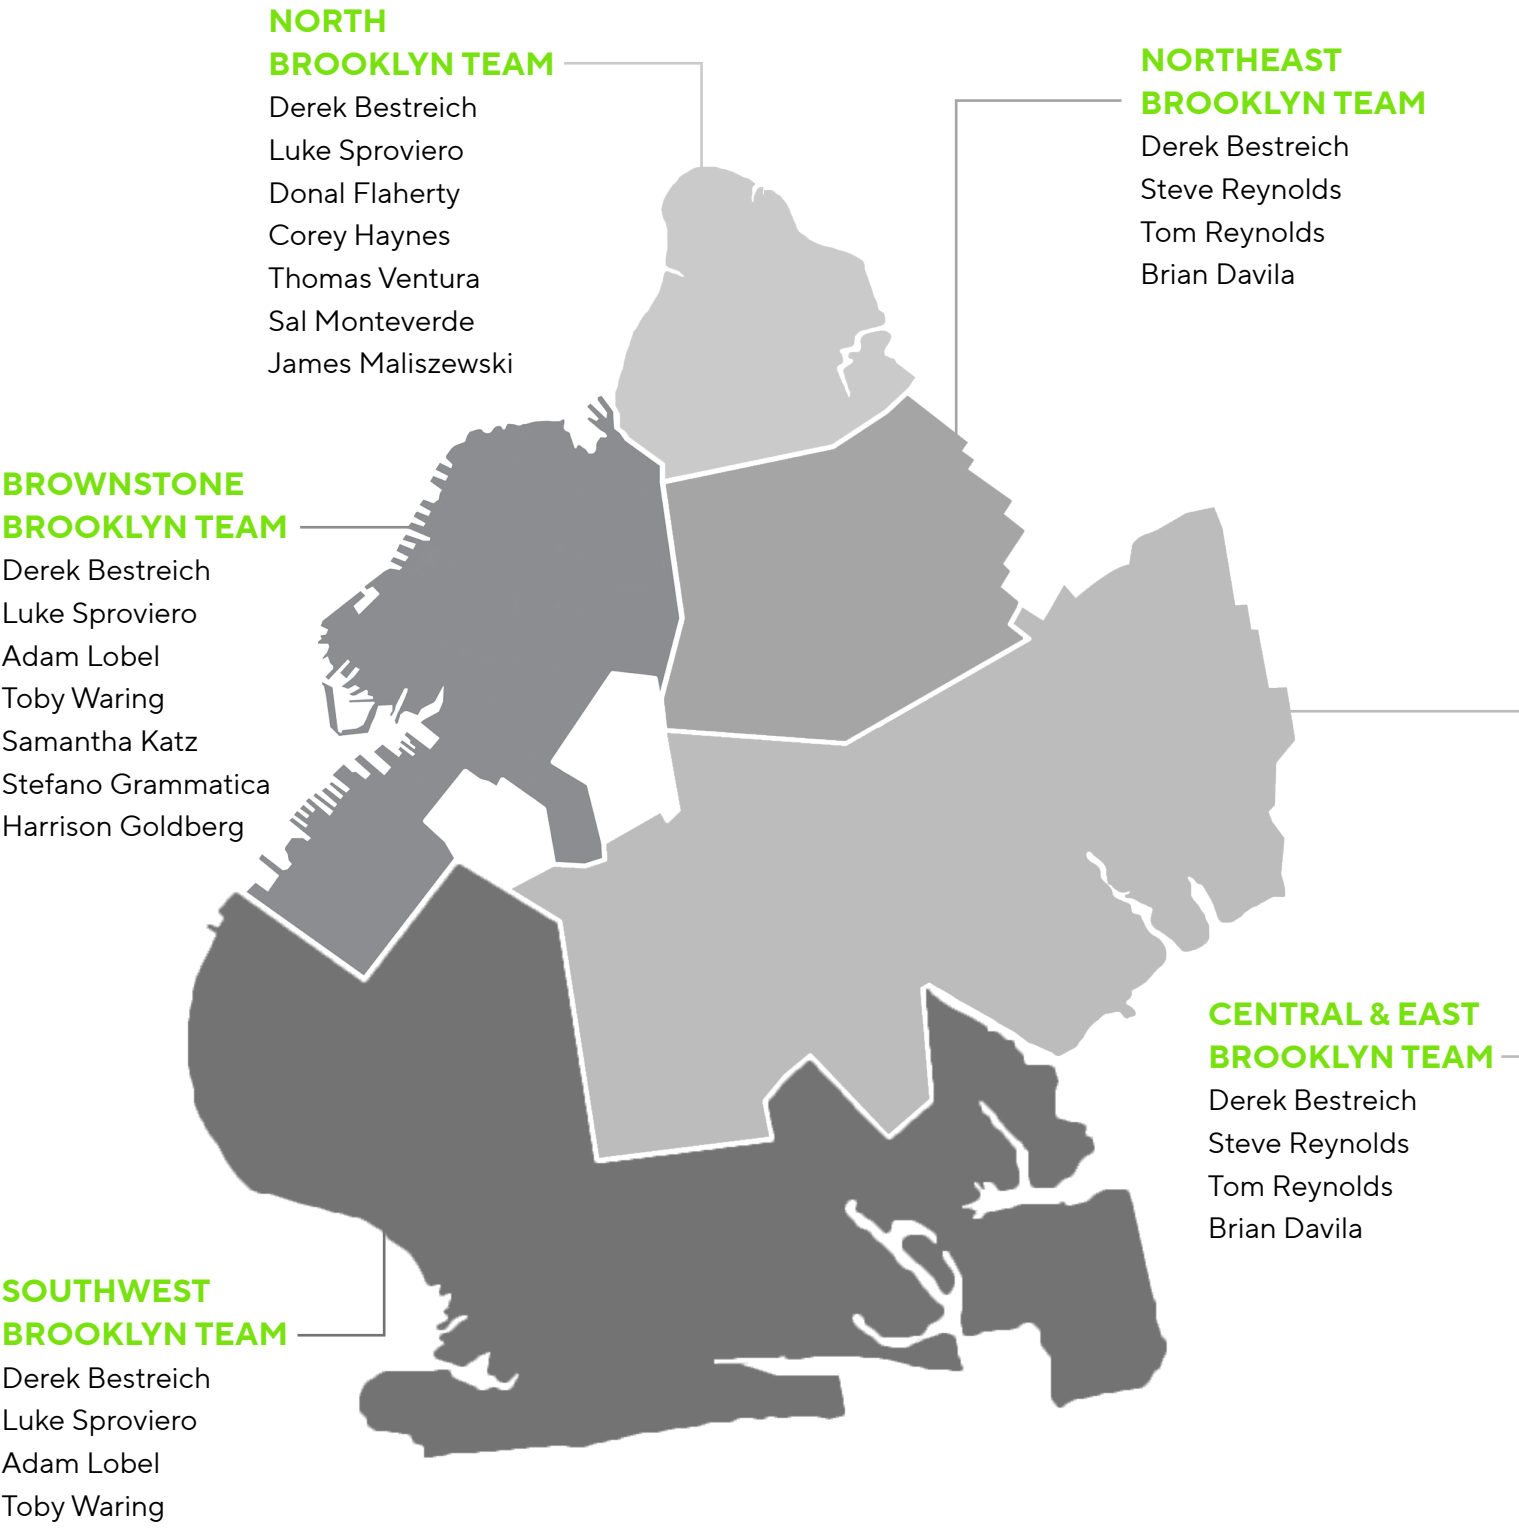 NORTH
BROOKLYN TEAM
Derek Bestreich
Luke Sproviero
Donal Flaherty
Corey Haynes
Thomas Ventura
Sal Monteverde
James Maliszewski
NORTHEAST
BROOKLYN TEAM
Derek Bestreich
Steve Reynolds
Tom Reynolds
Brian Davila
BROWNSTONE
BROOKLYN TEAM
Derek Bestreich
Luke Sproviero
Adam Lobel
Toby Waring
Samantha Katz
Stefano Grammatica
Harrison Goldberg
CENTRAL & EAST
BROOKLYN TEAM
Derek Bestreich
Steve Reynolds
Tom Reynolds
Brian Davila
SOUTHWEST
BROOKLYN TEAM
Derek Bestreich
Luke Sproviero
Adam Lobel
Toby Waring